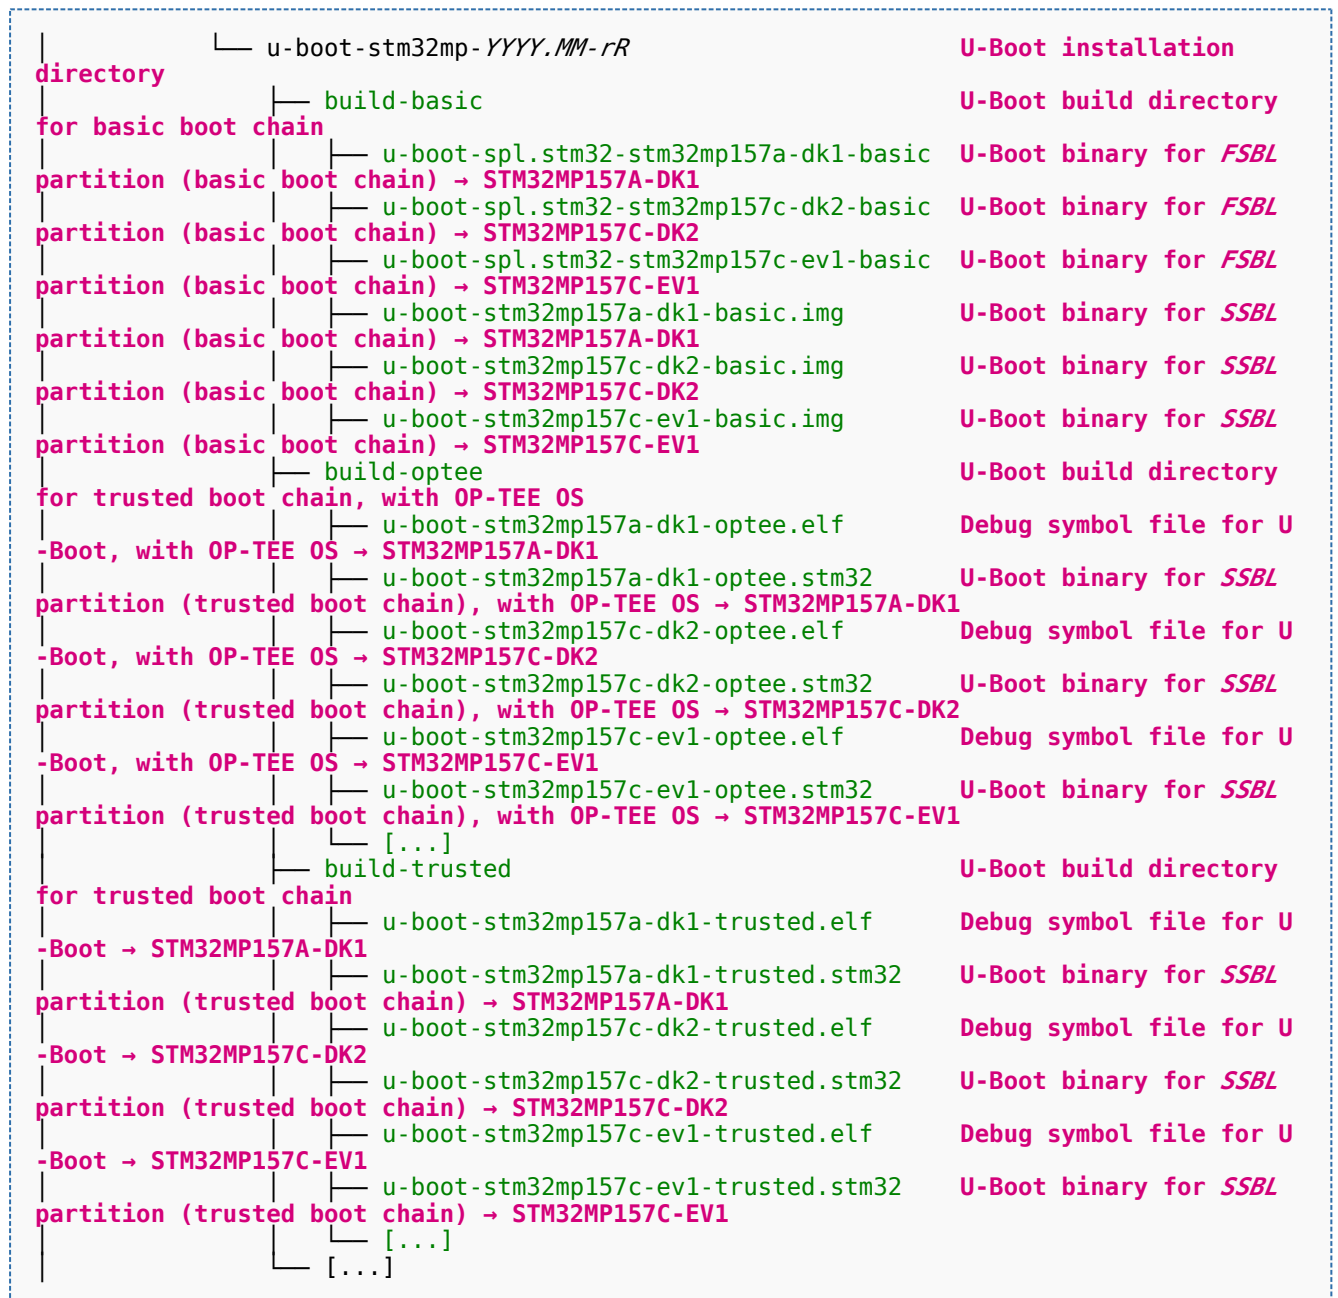 │           └── u-boot-stm32mp-YYYY.MM-rR                       U-Boot installation
directory
│               ├── build-basic                                 U-Boot build directory
for basic boot chain
│               │   ├── u-boot-spl.stm32-stm32mp157a-dk1-basic  U-Boot binary for FSBL
partition (basic boot chain) → STM32MP157A-DK1
│               │   ├── u-boot-spl.stm32-stm32mp157c-dk2-basic  U-Boot binary for FSBL
partition (basic boot chain) → STM32MP157C-DK2
│               │   ├── u-boot-spl.stm32-stm32mp157c-ev1-basic  U-Boot binary for FSBL
partition (basic boot chain) → STM32MP157C-EV1
│               │   ├── u-boot-stm32mp157a-dk1-basic.img        U-Boot binary for SSBL
partition (basic boot chain) → STM32MP157A-DK1
│               │   ├── u-boot-stm32mp157c-dk2-basic.img        U-Boot binary for SSBL
partition (basic boot chain) → STM32MP157C-DK2
│               │   ├── u-boot-stm32mp157c-ev1-basic.img        U-Boot binary for SSBL
partition (basic boot chain) → STM32MP157C-EV1
│               ├── build-optee                                 U-Boot build directory
for trusted boot chain, with OP-TEE OS
│               │   ├── u-boot-stm32mp157a-dk1-optee.elf        Debug symbol file for U
-Boot, with OP-TEE OS → STM32MP157A-DK1
│               │   ├── u-boot-stm32mp157a-dk1-optee.stm32      U-Boot binary for SSBL
partition (trusted boot chain), with OP-TEE OS → STM32MP157A-DK1
│               │   ├── u-boot-stm32mp157c-dk2-optee.elf        Debug symbol file for U
-Boot, with OP-TEE OS → STM32MP157C-DK2
│               │   ├── u-boot-stm32mp157c-dk2-optee.stm32      U-Boot binary for SSBL
partition (trusted boot chain), with OP-TEE OS → STM32MP157C-DK2
│               │   ├── u-boot-stm32mp157c-ev1-optee.elf        Debug symbol file for U
-Boot, with OP-TEE OS → STM32MP157C-EV1
│               │   ├── u-boot-stm32mp157c-ev1-optee.stm32      U-Boot binary for SSBL
partition (trusted boot chain), with OP-TEE OS → STM32MP157C-EV1
│               │   └── [...]
│               ├── build-trusted                               U-Boot build directory
for trusted boot chain
│               │   ├── u-boot-stm32mp157a-dk1-trusted.elf      Debug symbol file for U
-Boot → STM32MP157A-DK1
│               │   ├── u-boot-stm32mp157a-dk1-trusted.stm32    U-Boot binary for SSBL
partition (trusted boot chain) → STM32MP157A-DK1
│               │   ├── u-boot-stm32mp157c-dk2-trusted.elf      Debug symbol file for U
-Boot → STM32MP157C-DK2
│               │   ├── u-boot-stm32mp157c-dk2-trusted.stm32    U-Boot binary for SSBL
partition (trusted boot chain) → STM32MP157C-DK2
│               │   ├── u-boot-stm32mp157c-ev1-trusted.elf      Debug symbol file for U
-Boot → STM32MP157C-EV1
│               │   ├── u-boot-stm32mp157c-ev1-trusted.stm32    U-Boot binary for SSBL
partition (trusted boot chain) → STM32MP157C-EV1
│               │   └── [...]
│               └── [...]